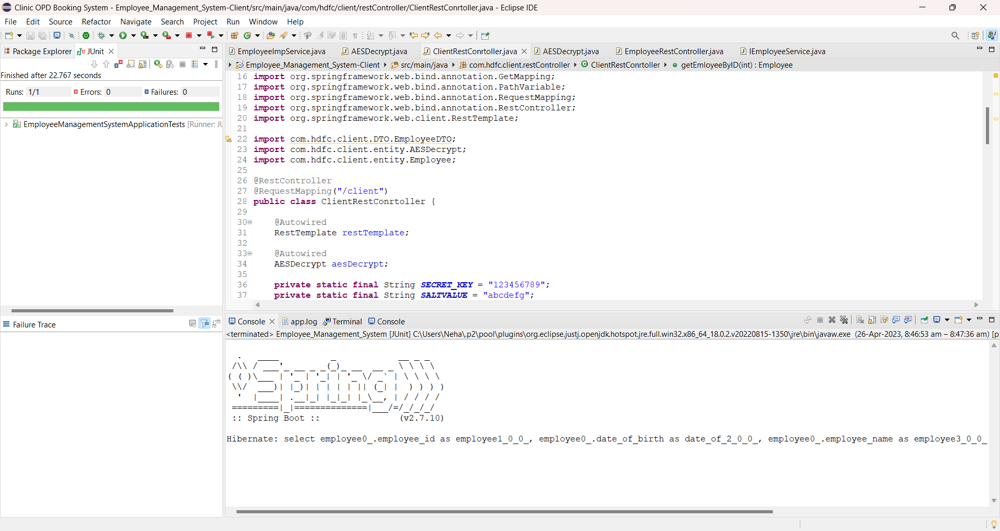 Clinic OPD Booking System - Employee_Management_System-Client/src/main/java/com/hdfc/client/restController/ClientRestConrtoller.java - Eclipse IDE
File Edit Source Refactor Navigate Search Project Run Window Help
Package Explorer JUnit
Finished after 22.767 seconds
Runs: 1/1 Errors: 0 Failures: 0
EmployeeManagementSystemApplicationTests [Runner: JU
Failure Trace
EmployeeImpService.java AESDecrypt.java ClientRestConrtoller.java AESDecrypt.java EmployeeRestController.java IEmployeeService.java
Employee_Management_System-Client src/main/java com.hdfc.client.restController ClientRestConrtoller getEmloyeeByID(int) : Employee
16 import org.springframework.web.bind.annotation.GetMapping;
17 import org.springframework.web.bind.annotation.PathVariable;
18 import org.springframework.web.bind.annotation.RequestMapping;
19 import org.springframework.web.bind.annotation.RestController;
20 import org.springframework.web.client.RestTemplate;
21
22 import com.hdfc.client.DTO.EmployeeDTO;
23 import com.hdfc.client.entity.AESDecrypt;
24 import com.hdfc.client.entity.Employee;
25
26 @RestController
27 @RequestMapping("/client")
28 public class ClientRestConrtoller {
29
30 @Autowired
31 RestTemplate restTemplate;
32
33 @Autowired
34 AESDecrypt aesDecrypt;
35
36 private static final String SECRET_KEY = "123456789";
37 private static final String SALTVALUE = "abcdefg";
Console app.log Terminal Console
<terminated> Employee_Management_System [JUnit] C:\Users\Neha\.p2\pool\plugins\org.eclipse.justj.openjdk.hotspot.jre.full.win32.x86_64_18.0.2.v20220815-1350\jre\bin\javaw.exe (26-Apr-2023, 8:46:53 am – 8:47:36 am) [p
Spring
:: Spring Boot :: (v2.7.10)
Hibernate: select employee0_.employee_id as employee1_0_0_, employee0_.date_of_birth as date_of_2_0_0_, employee0_.employee_name as employee3_0_0_